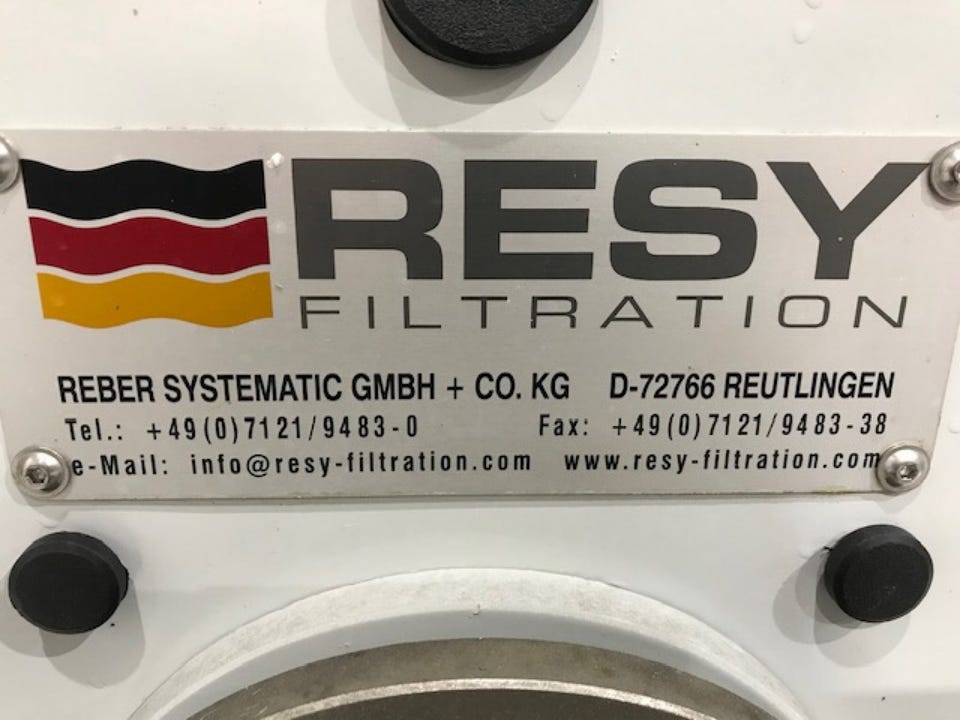 RESY
FILTRATION
REBER SYSTEMATIC GMBH + CO. KG D-72766 REUTLINGEN
Tel.: +49(0)7121/9483-0 Fax: +49(0)7121/9483-38
e-Mail: info@resy-filtration.com www.resy-filtration.com